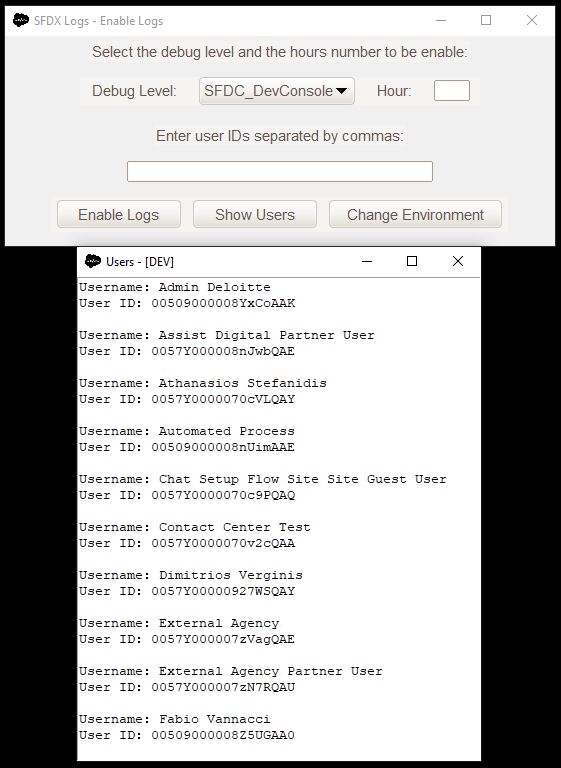 SFDX Logs - Enable Logs
Select the debug level and the hours number to be enable:
Debug Level: SFDC_DevConsole Hour:
Enter user IDs separated by commas:
Enable Logs Show Users Change Environment
Users - [DEV]
Username: Admin Deloitte
User ID: 00509000008YxCoAAK
Username: Assist Digital Partner User
User ID: 0057Y000008nJwbQAE
Username: Athanasios Stefanidis
User ID: 0057Y0000070cVLQAY
Username: Automated Process
User ID: 00509000008nUimAAE
Username: Chat Setup Flow Site Site Guest User
User ID: 0057Y0000070c9PQAQ
Username: Contact Center Test
User ID: 0057Y0000070v2cQAA
Username: Dimitrios Verginis
User ID: 0057Y00000927WSQAY
Username: External Agency
User ID: 0057Y000007zVagQAE
Username: External Agency Partner User
User ID: 0057Y000007zN7RQAU
Username: Fabio Vannacci
User ID: 00509000008Z5UGAA0